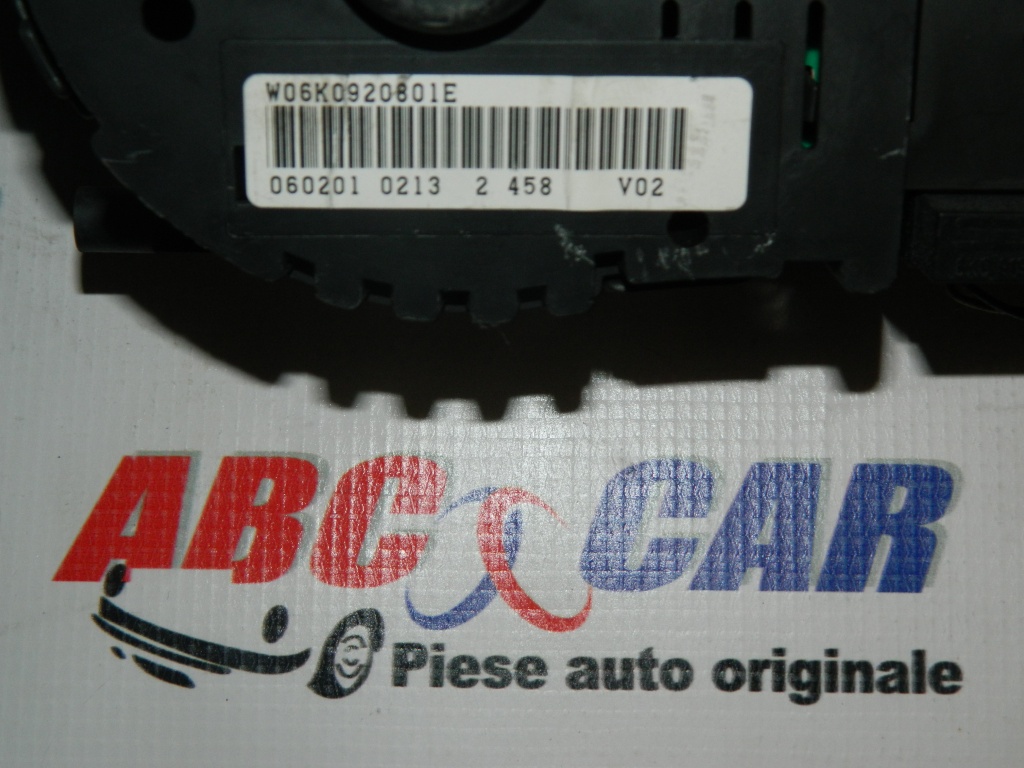 W06K0920801E
060201 0213 2 458 V02
ABC CAR
Piese auto originale